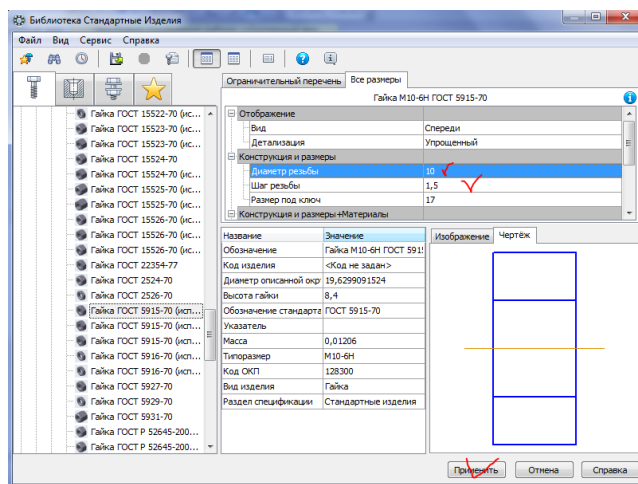 Библиотека Стандартные Изделия
Файл Вид Сервис Справка
Ограничительный перечень Все размеры
Гайка M10-6H ГОСТ 5915-70
Отображение
Вид Спереди
Детализация Упрощенный
Конструкция и размеры
Диаметр резьбы 10
Шаг резьбы 1,5
Размер под ключ 17
Конструкция и размеры+Материалы
Гайка ГОСТ 15522-70 (ис...
Гайка ГОСТ 15523-70 (ис...
Гайка ГОСТ 15523-70 (ис...
Гайка ГОСТ 15524-70
Гайка ГОСТ 15524-70 (ис...
Гайка ГОСТ 15525-70 (ис...
Гайка ГОСТ 15525-70 (ис...
Гайка ГОСТ 15526-70 (ис...
Гайка ГОСТ 15526-70 (ис...
Гайка ГОСТ 15526-70 (ис...
Гайка ГОСТ 22354-77
Гайка ГОСТ 2524-70
Гайка ГОСТ 2526-70
Гайка ГОСТ 5915-70 (исп...
Гайка ГОСТ 5915-70 (исп...
Гайка ГОСТ 5915-70 (исп...
Гайка ГОСТ 5916-70 (исп...
Гайка ГОСТ 5916-70 (исп...
Гайка ГОСТ 5927-70
Гайка ГОСТ 5929-70
Гайка ГОСТ 5931-70
Гайка ГОСТ Р 52645-200...
Гайка ГОСТ Р 52645-200...
Название Значение
Обозначение Гайка M10-6H ГОСТ 591
Код изделия <Код не задан>
Диаметр описанной окр 19,6299091524
Высота гайки 8,4
Обозначение стандарта ГОСТ 5915-70
Указатель
Масса 0,01206
Типоразмер M10-6H
Код ОКП 128300
Вид изделия Гайка
Раздел спецификации Стандартные изделия
Изображение Чертёж
Применить Отмена Справка